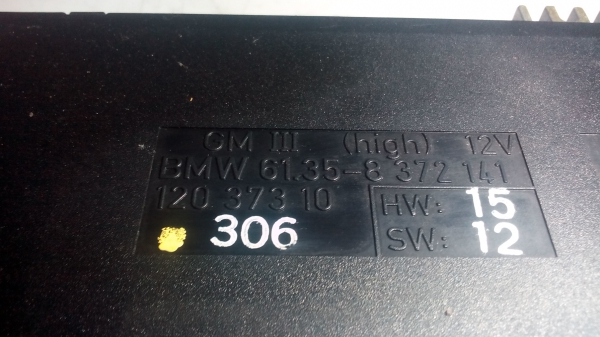 GM III (high) 12V
BMW 61.35-8 372 141
120 373 10
HW: 15
306
SW: 12